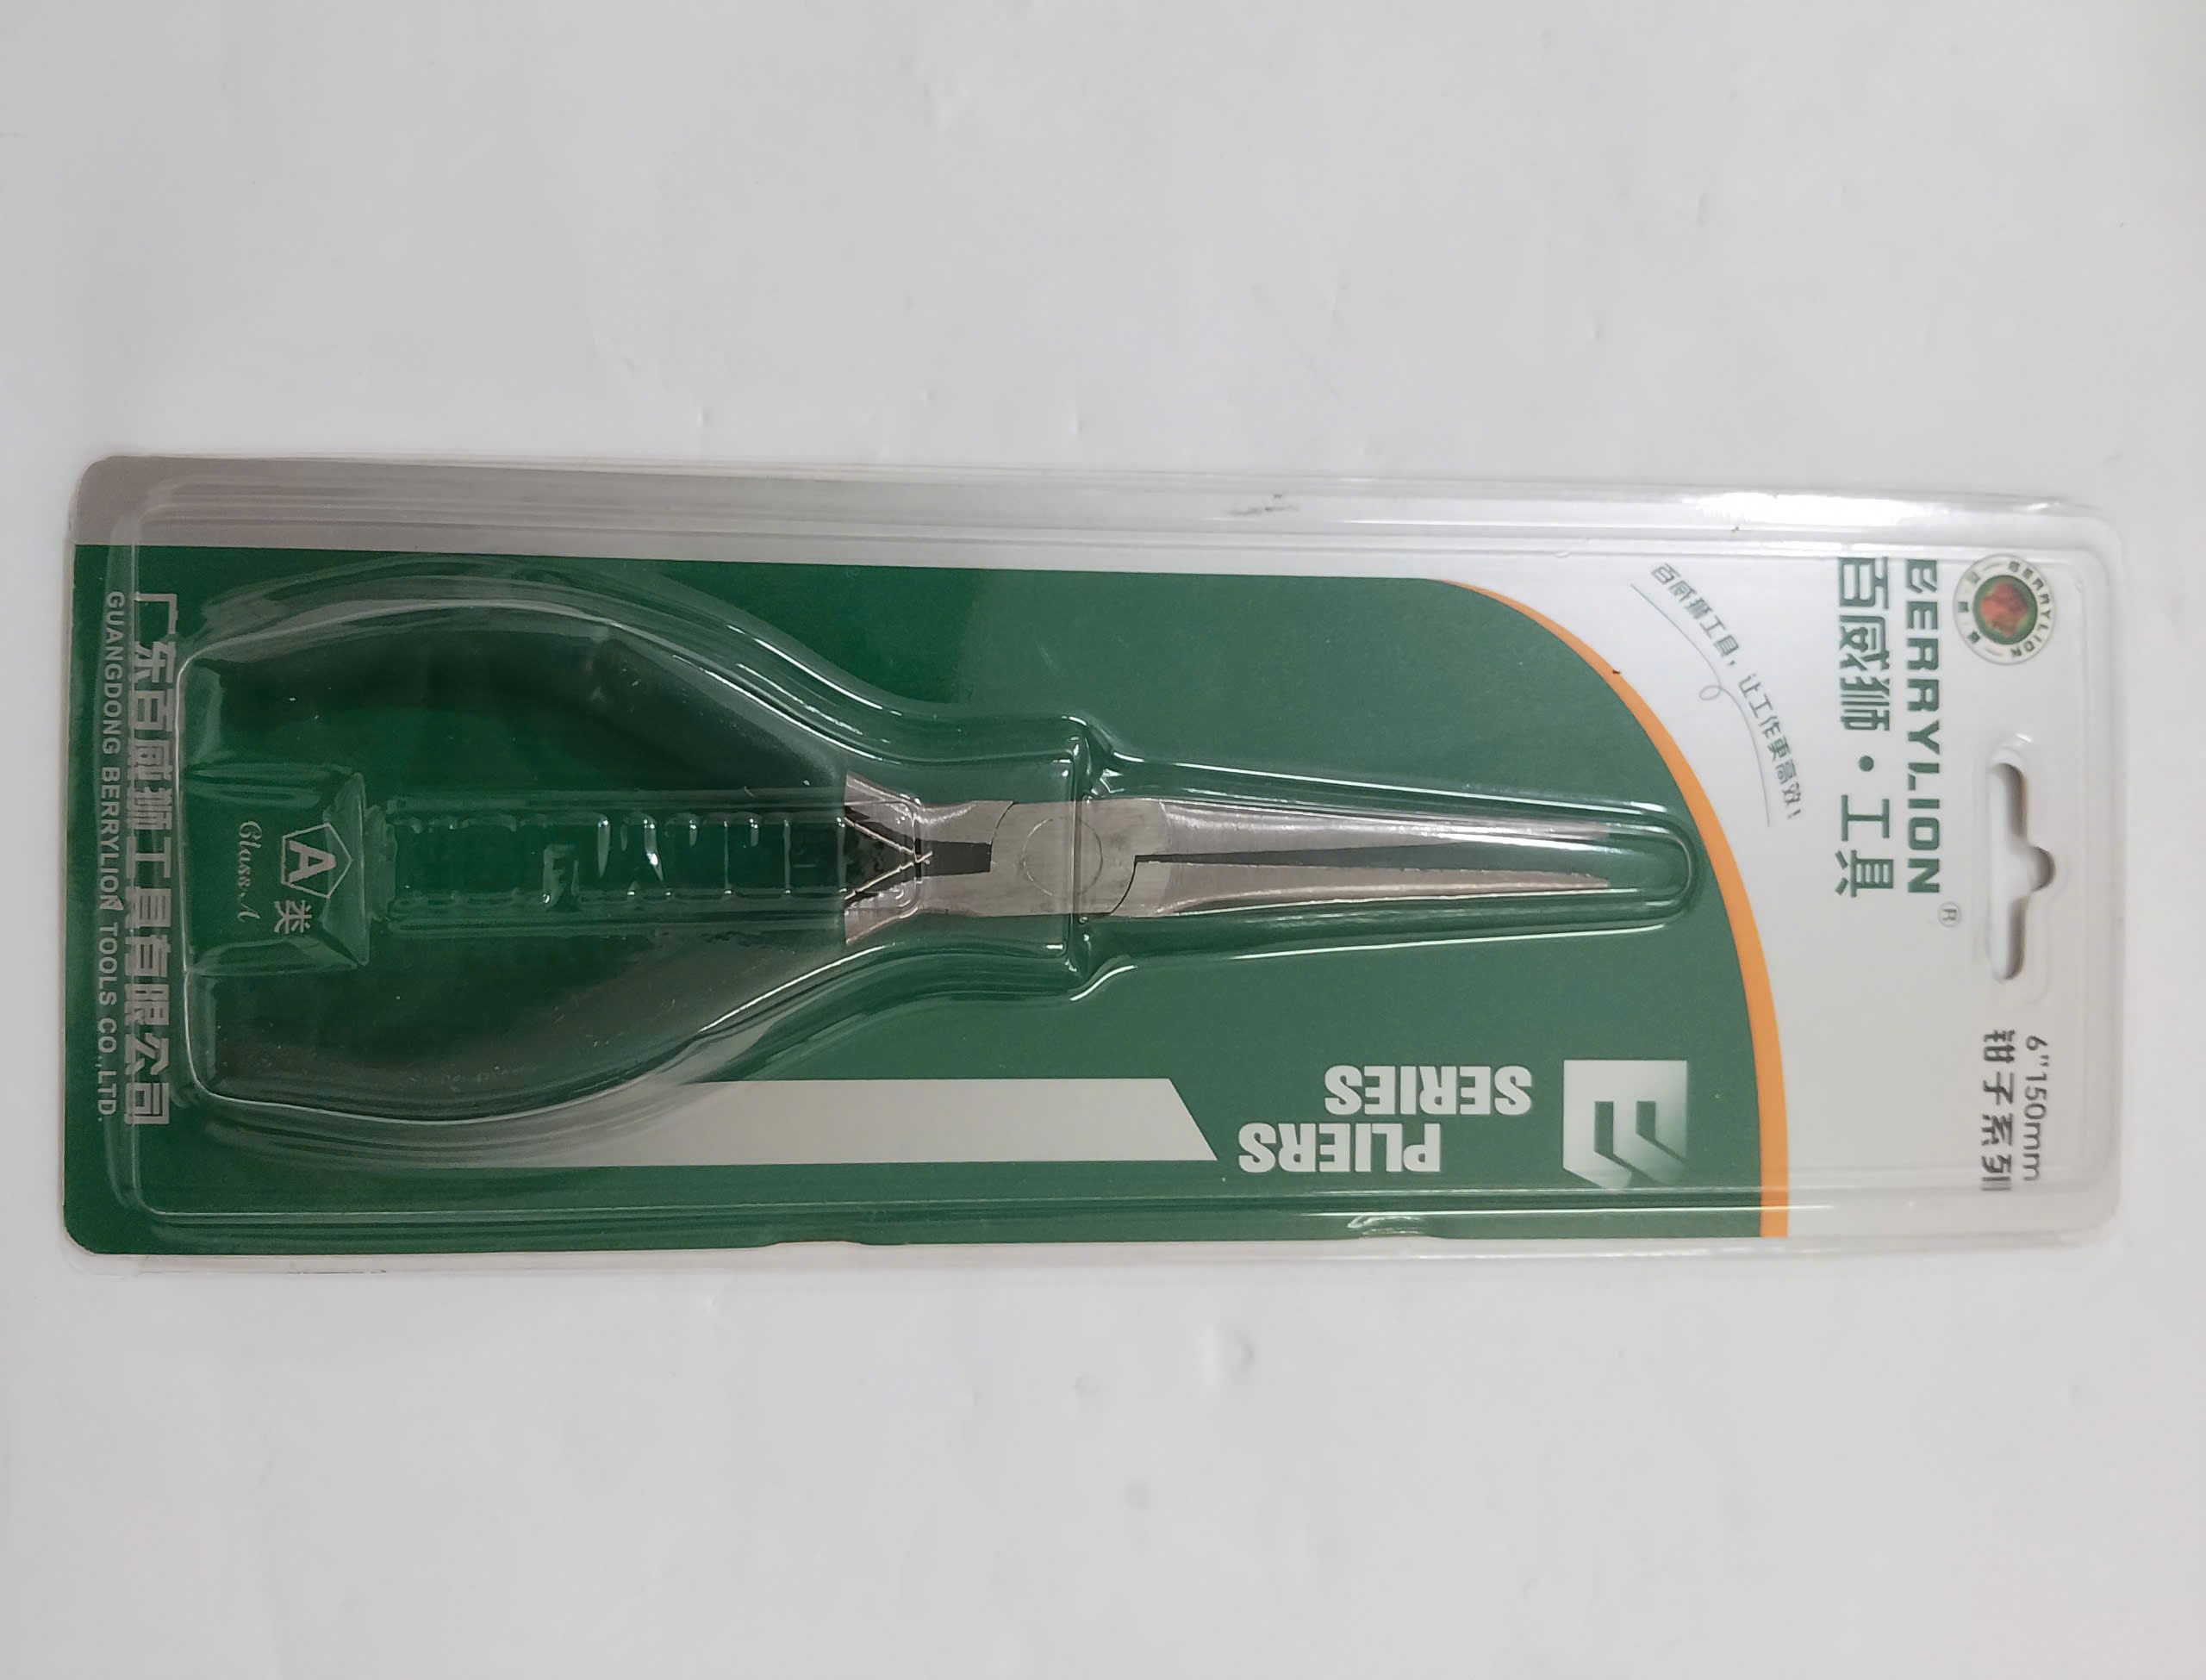 BERRYLION
BERRYLION®
百威狮·工具
6"150mm
钳子系列
百威狮工具，让工作更高效!
PLIERS
SERIES
A类
Class A
广东百威狮工具有限公司
GUANGDONG BERRYLION TOOLS CO.,LTD.